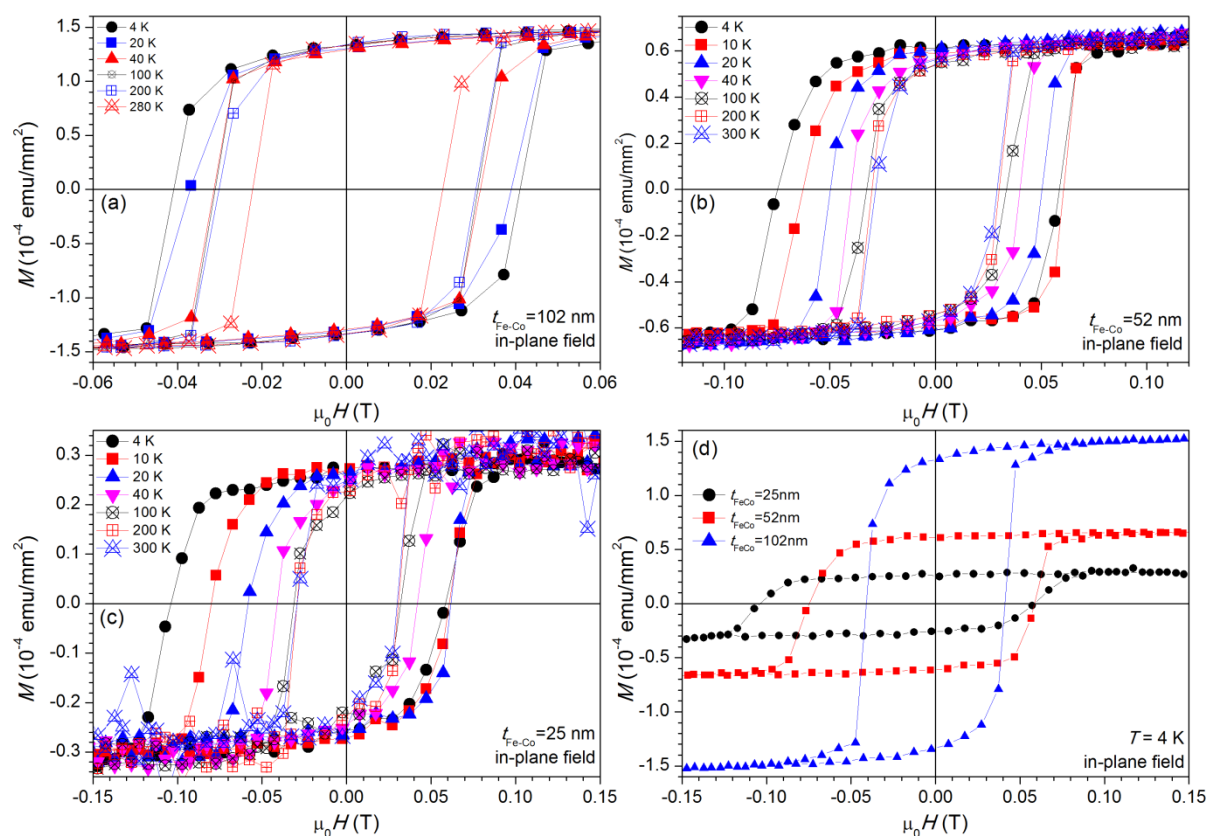 1.5
1.0
0.5
0.0
-0.5
-1.0
-1.5
M (10⁻⁴ emu/mm²)
4 K
20 K
40 K
100 K
200 K
280 K
(a)
t_Fe-Co=102 nm
in-plane field
-0.06 -0.04 -0.02 0.00 0.02 0.04 0.06
μ₀H (T)
0.6
0.4
0.2
0.0
-0.2
-0.4
-0.6
M (10⁻⁴ emu/mm²)
4 K
10 K
20 K
40 K
100 K
200 K
300 K
(b)
t_Fe-Co=52 nm
in-plane field
-0.10 -0.05 0.00 0.05 0.10
μ₀H (T)
0.3
0.2
0.1
0.0
-0.1
-0.2
-0.3
M (10⁻⁴ emu/mm²)
4 K
10 K
20 K
40 K
100 K
200 K
300 K
(c)
t_Fe-Co=25 nm
in-plane field
-0.15 -0.10 -0.05 0.00 0.05 0.10 0.15
μ₀H (T)
1.5
1.0
0.5
0.0
-0.5
-1.0
-1.5
M (10⁻⁴ emu/mm²)
(d)
t_FeCo=25nm
t_FeCo=52nm
t_FeCo=102nm
T = 4 K
in-plane field
-0.15 -0.10 -0.05 0.00 0.05 0.10 0.15
μ₀H (T)